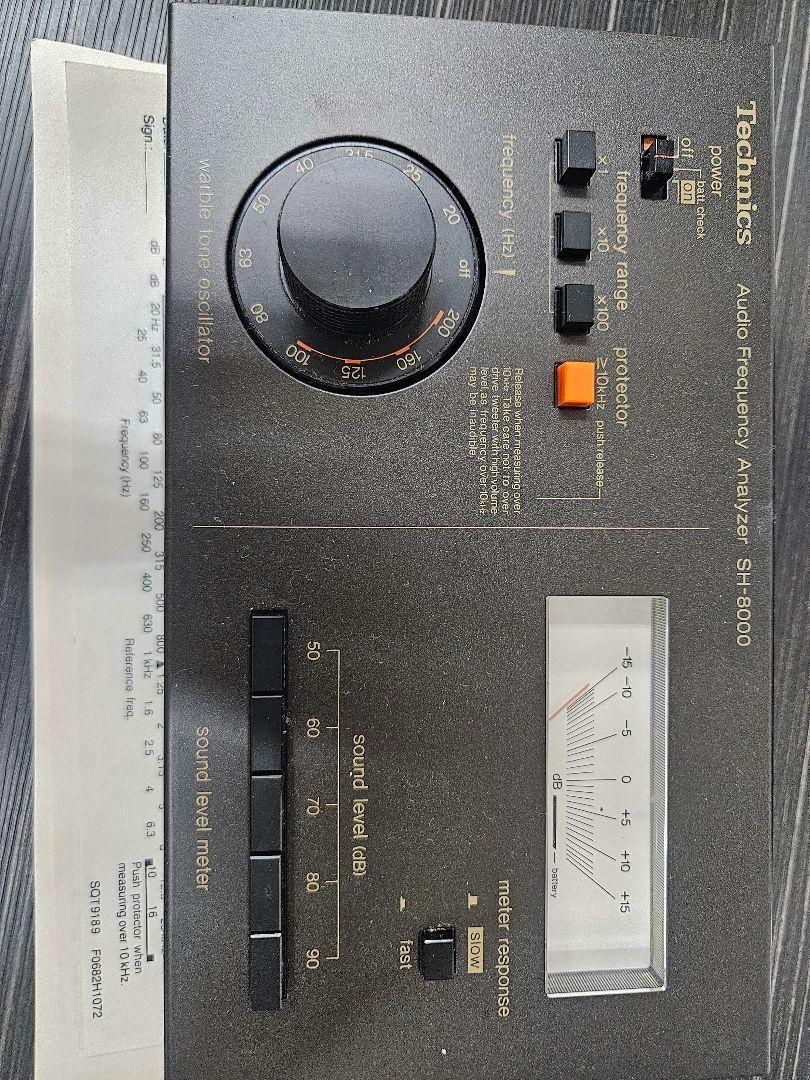 Technics Audio Frequency Analyzer SH-8000
power
off
batt check
on
frequency range
×1 ×10 ×100
protector
≥10kHz
push release
Release when measuring over
10kHz. Take care not to over
drive tweeter with high volume
level, as frequency over 10kHz
may be inaudible.
frequency (Hz)
off
20
25
31.5
40
50
63
80
100
125
160
200
warble tone oscillator
-15 -10 -5 0 +5 +10 +15
dB
battery
meter response
slow
fast
sound level (dB)
50 60 70 80 90
sound level meter
Sign.:
dB
dB 20Hz 31.5 50 80 125 200 315 500 800 1.25
25 40 63 100 160 250 400 630 1kHz 1.6 2.5 4 6.3 10 16
Frequency (Hz)
Reference freq.
Push protector when
measuring over 10 kHz.
SQT9189 F0682H1072